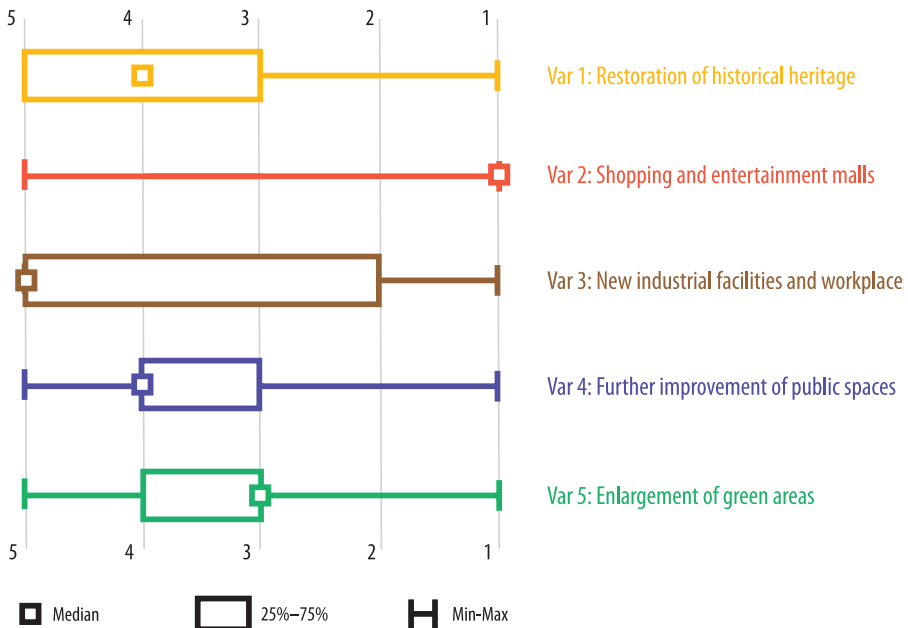 5 4 3 2 1
Var 1: Restoration of historical heritage
Var 2: Shopping and entertainment malls
Var 3: New industrial facilities and workplaces
Var 4: Further improvement of public spaces
Var 5: Enlargement of green areas
5 4 3 2 1
Median 25%–75% Min-Max